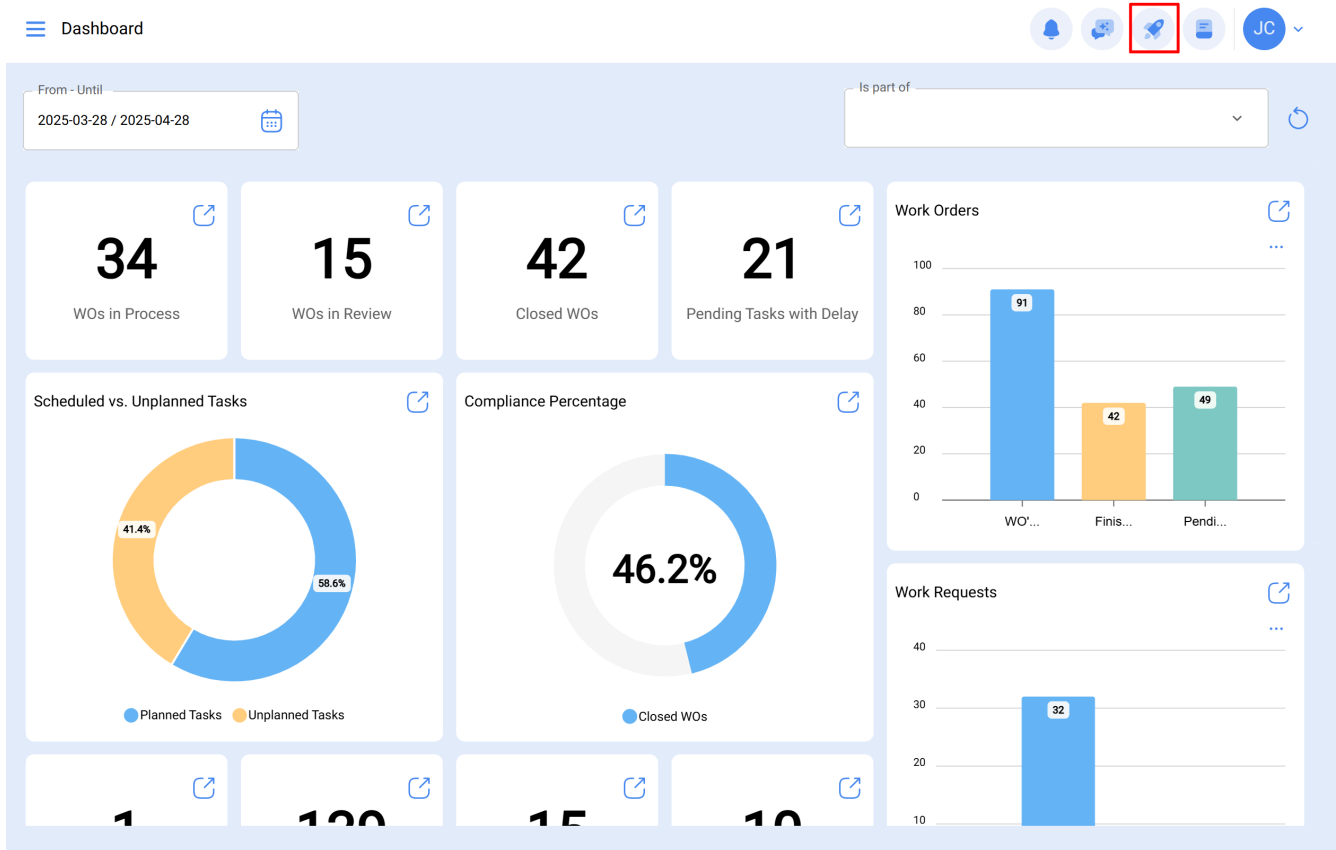 Dashboard
JC
From - Until
2025-03-28 / 2025-04-28
Is part of
34
WOs in Process
15
WOs in Review
42
Closed WOs
21
Pending Tasks with Delay
Work Orders
...
100
80
60
40
20
0
91
42
49
WO'...
Finis...
Pendi...
Scheduled vs. Unplanned Tasks
41.4%
58.6%
Planned Tasks
Unplanned Tasks
Compliance Percentage
46.2%
Closed WOs
Work Requests
...
40
30
20
10
32
1
15